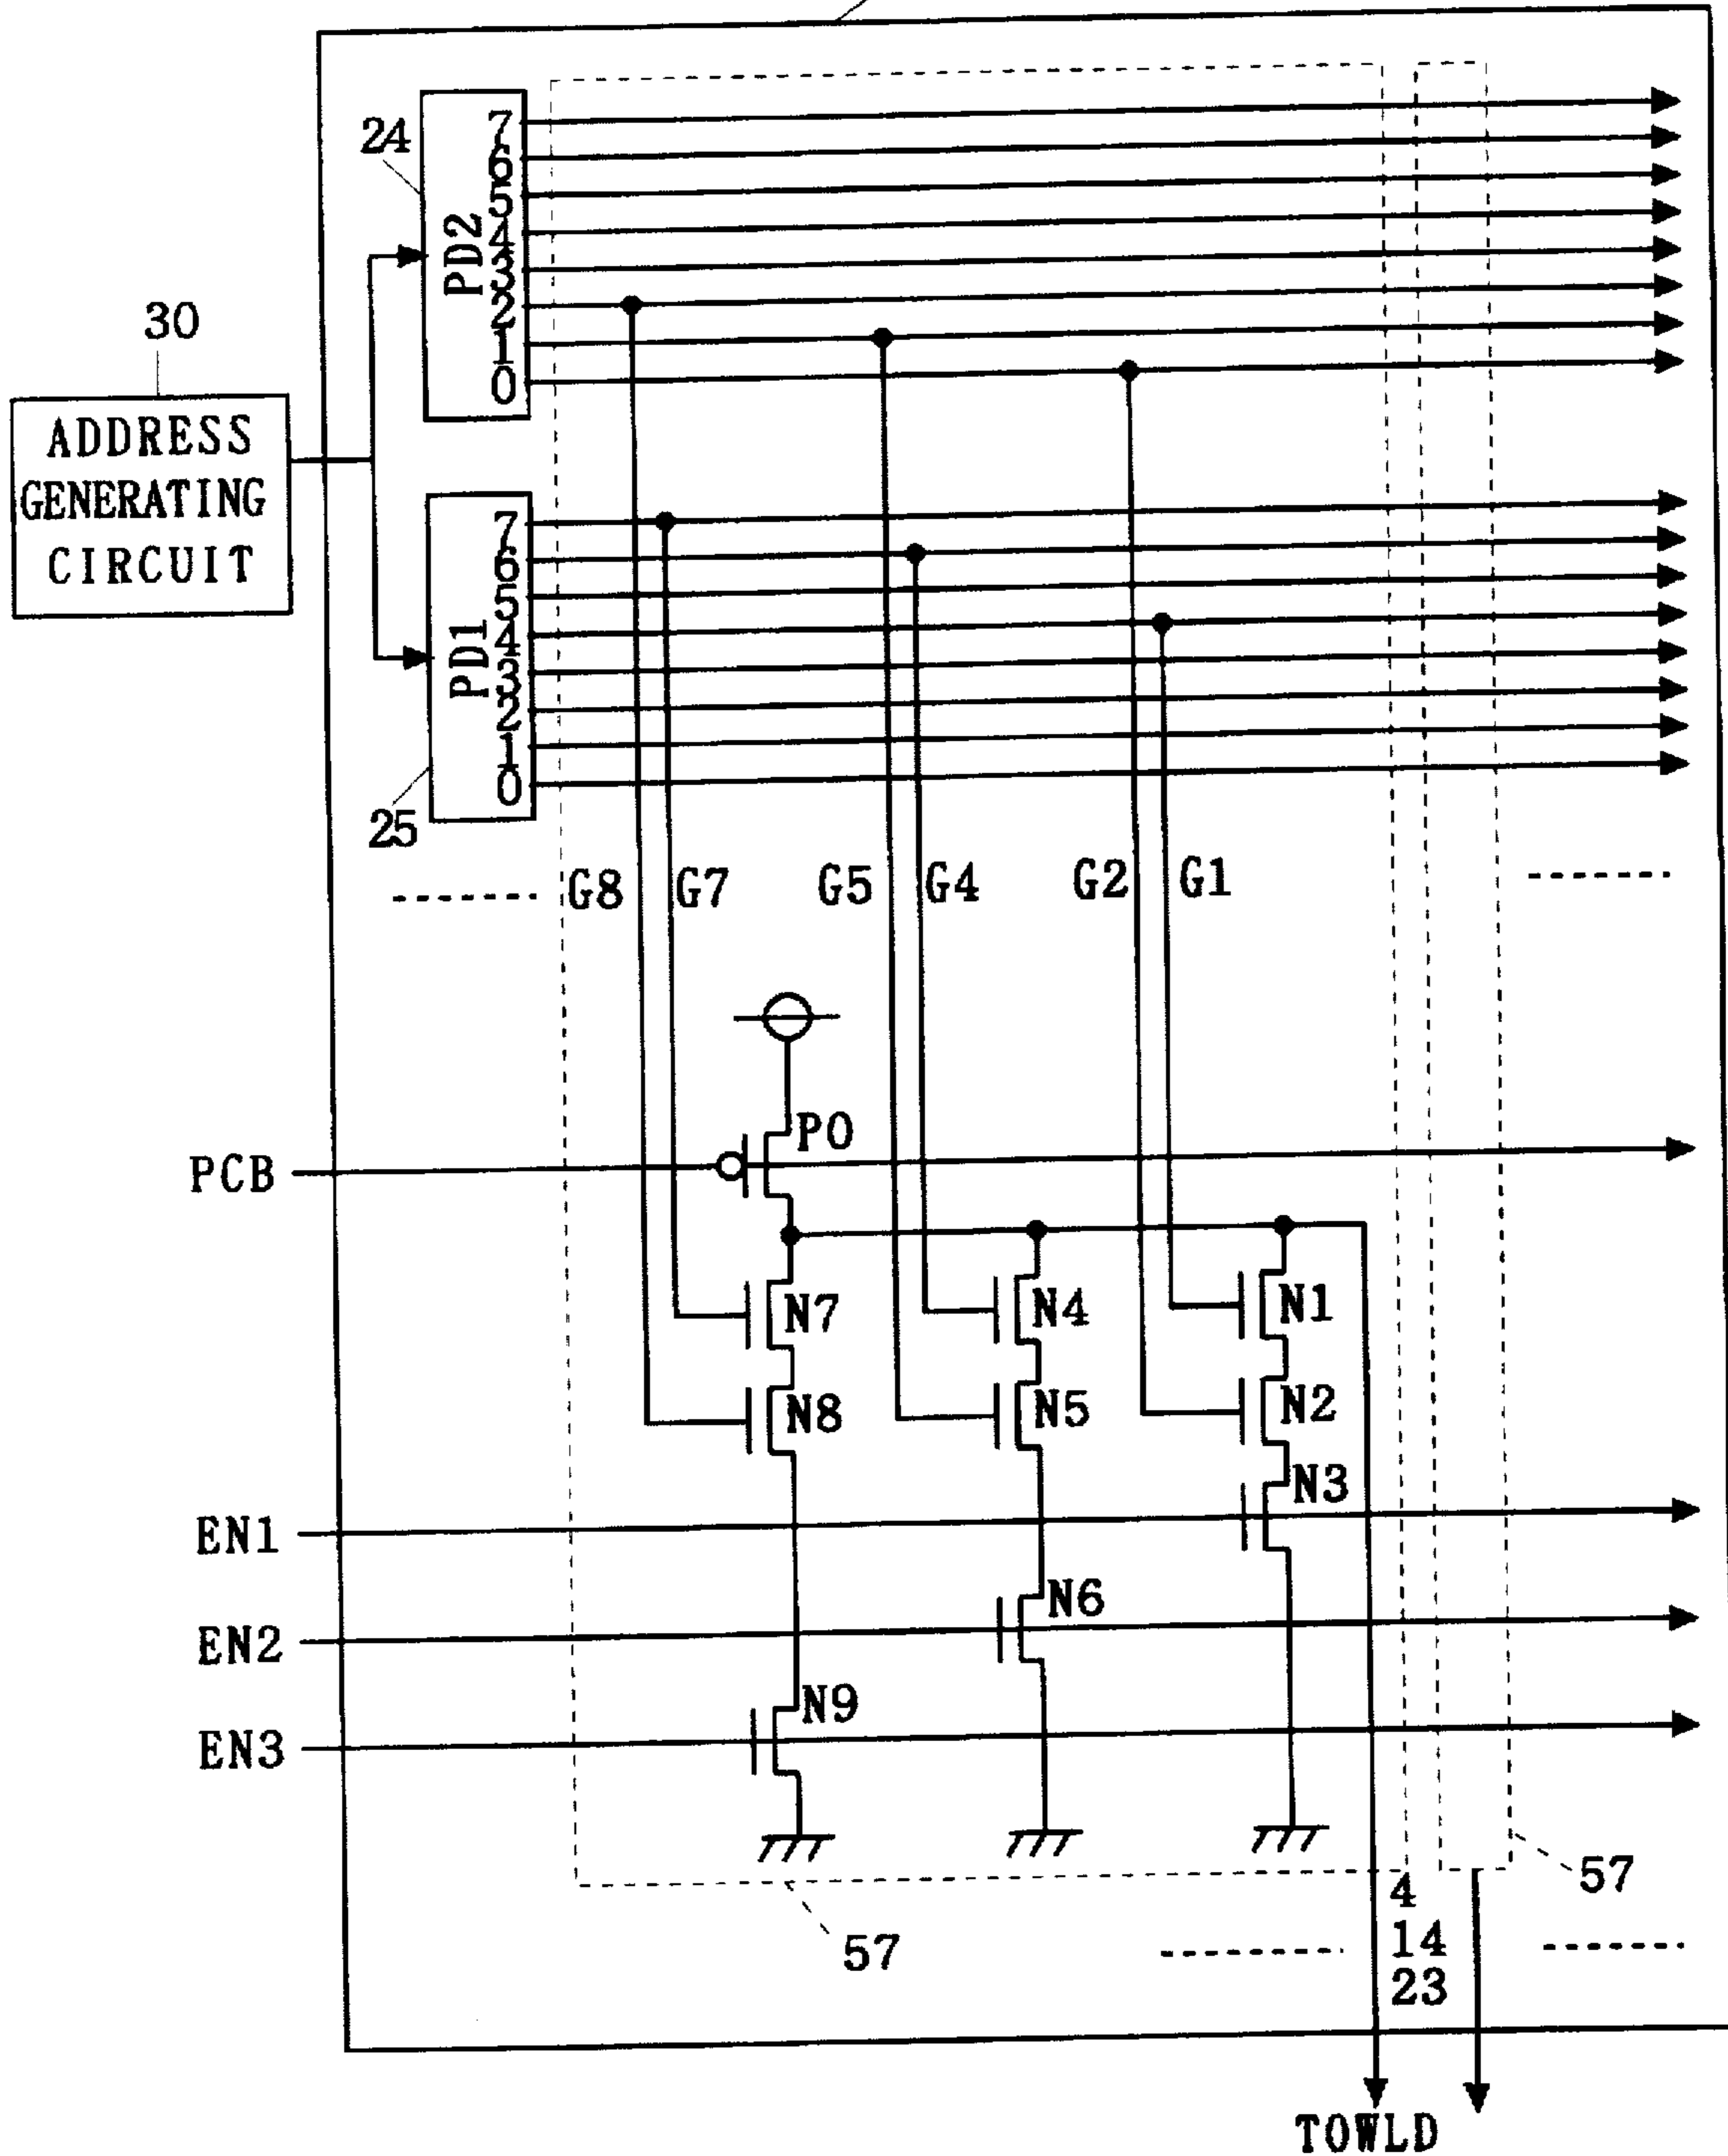 24
PD2
7
6
5
4
3
2
1
0
30
ADDRESS
GENERATING
CIRCUIT
PD1
7
6
5
4
3
2
1
0
25
G8
G7
G5
G4
G2
G1
P0
PCB
N7
N4
N1
N8
N5
N2
N3
EN1
N6
EN2
N9
EN3
57
4
14
23
57
TOWLD